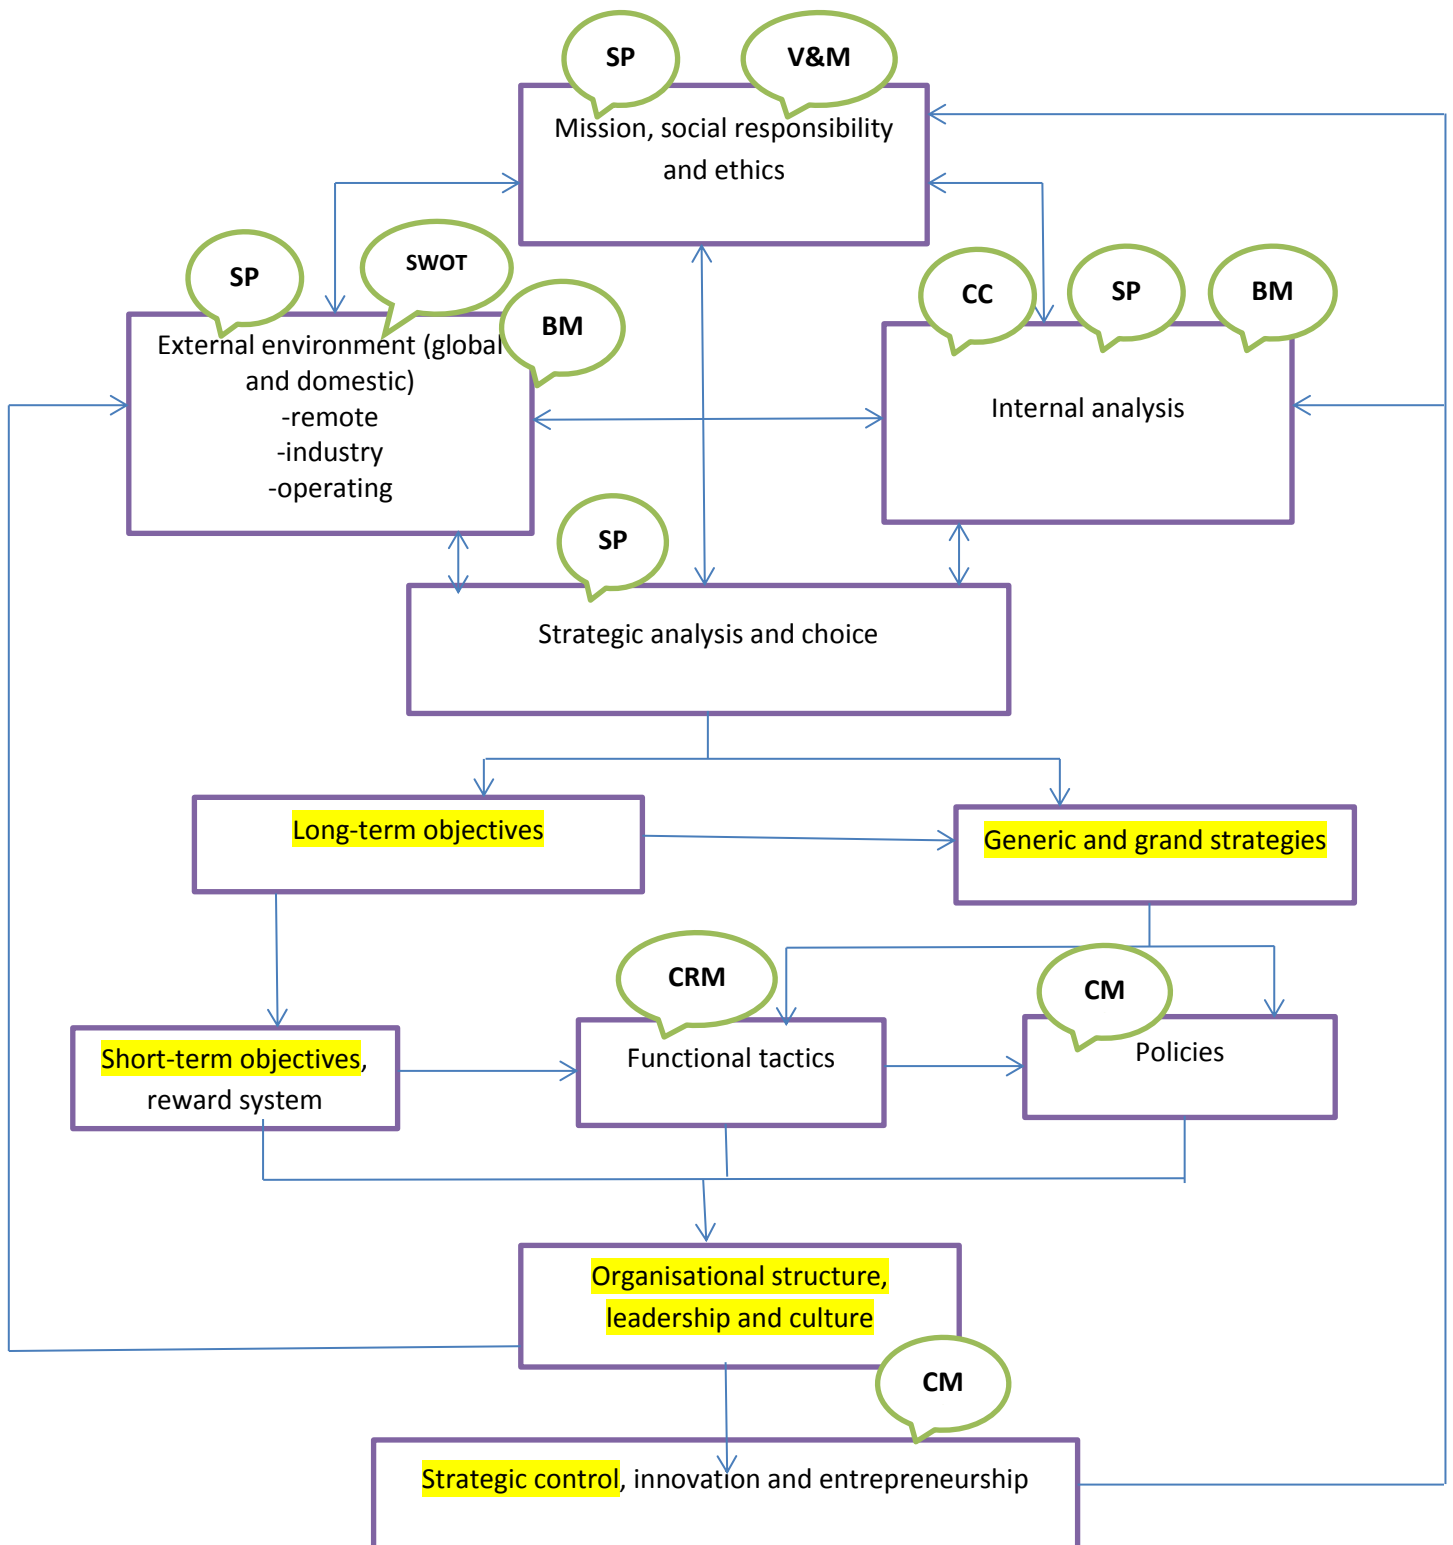 SP
V&M
Mission, social responsibility
and ethics
SP
SWOT
BM
External environment (global
and domestic)
-remote
-industry
-operating
CC
SP
BM
Internal analysis
SP
Strategic analysis and choice
Long-term objectives
Generic and grand strategies
CRM
CM
Short-term objectives,
reward system
Functional tactics
Policies
Organisational structure,
leadership and culture
CM
Strategic control, innovation and entrepreneurship